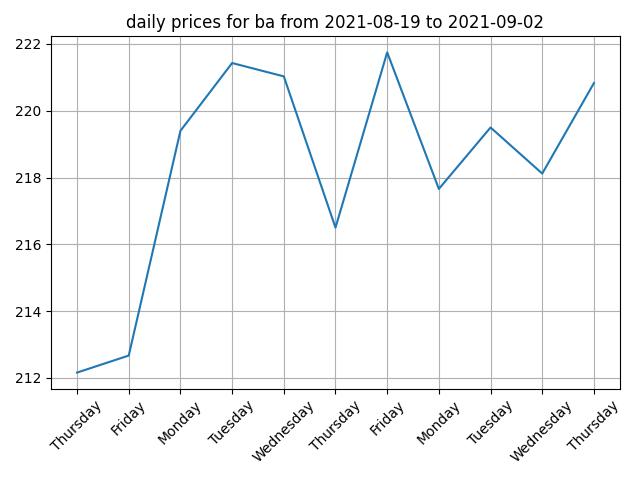 daily prices for ba from 2021-08-19 to 2021-09-02
222
220
218
216
214
212
Thursday
Friday
Monday
Tuesday
Wednesday
Thursday
Friday
Monday
Tuesday
Wednesday
Thursday